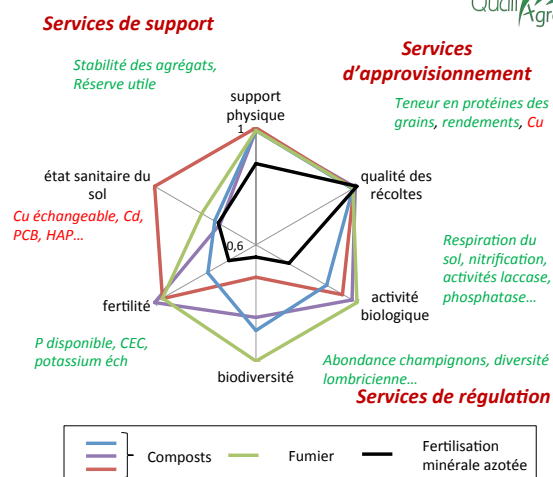 Quali
Agro
Services de support
Stabilité des agrégats,
Réserve utile
Services
d'approvisionnement
Teneur en protéines des
grains, rendements, Cu
support
physique
1
état sanitaire du
sol
qualité des
récoltes
Cu échangeable, Cd,
PCB, HAP...
0,6
Respiration du
sol, nitrification,
activités laccase,
phosphatase...
fertilité
activité
biologique
P disponible, CEC,
potassium éch
biodiversité
Abondance champignons, diversité
lombricienne...
Services de régulation
Composts
Fumier
Fertilisation
minérale azotée